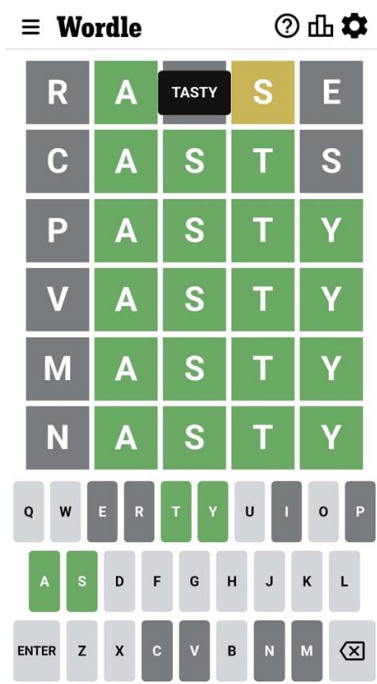 Wordle
R A S E
TASTY
C A S T S
P A S T Y
V A S T Y
M A S T Y
N A S T Y
Q W E R T Y U I O P
A S D F G H J K L
ENTER Z X C V B N M